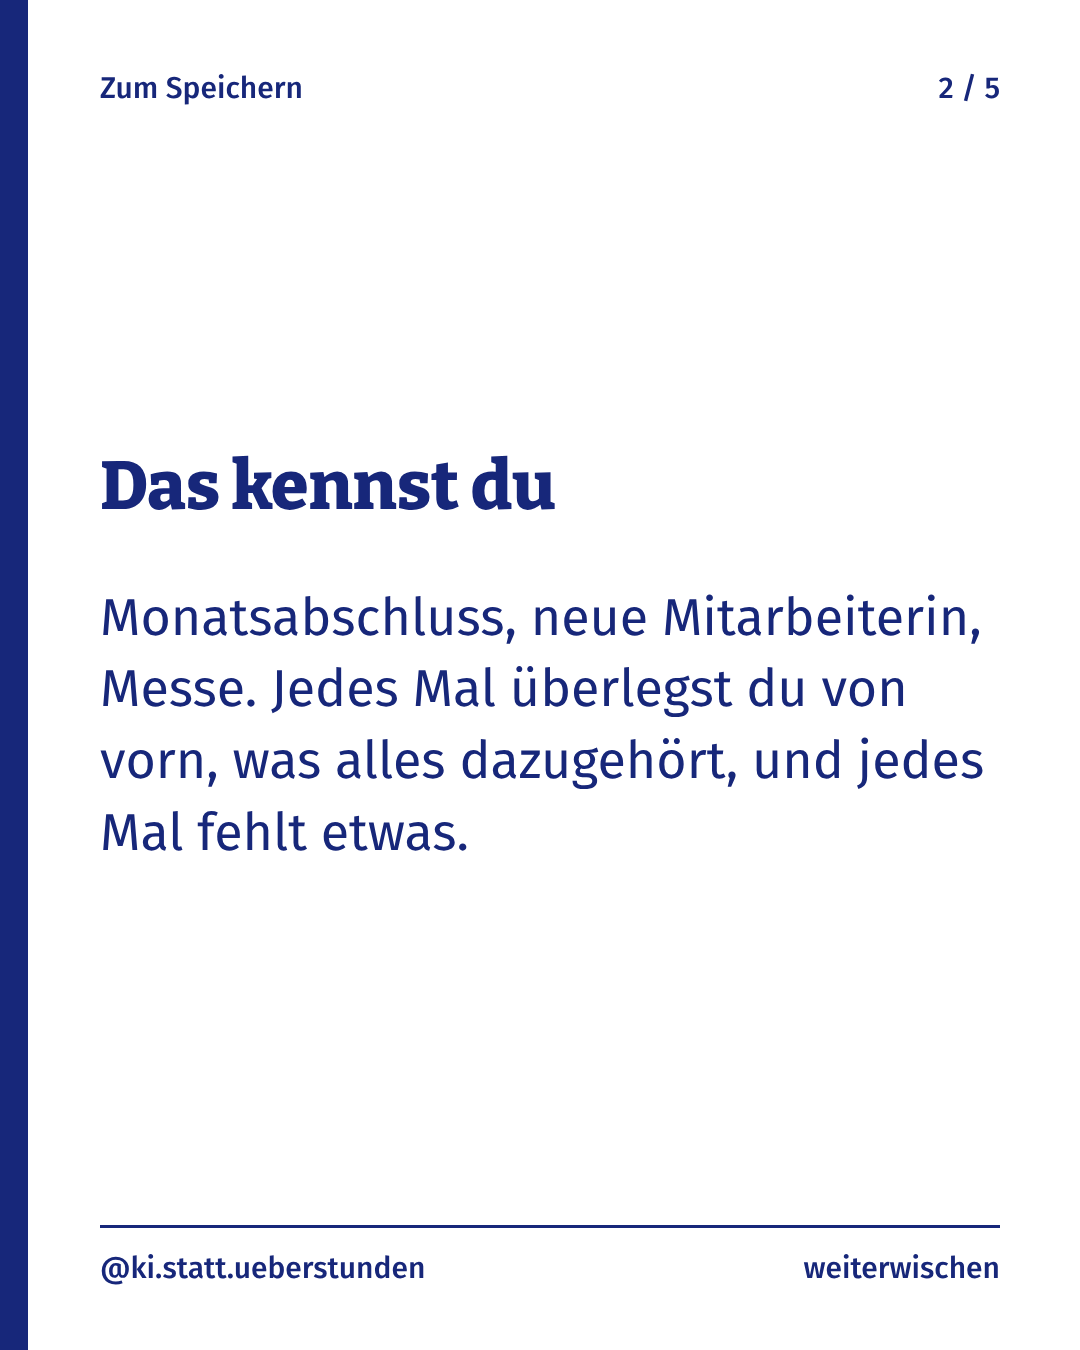 Zum Speichern
2 / 5
Das kennst du
Monatsabschluss, neue Mitarbeiterin,
Messe. Jedes Mal überlegst du von
vorn, was alles dazugehört, und jedes
Mal fehlt etwas.
@ki.statt.ueberstunden
weiterwischen